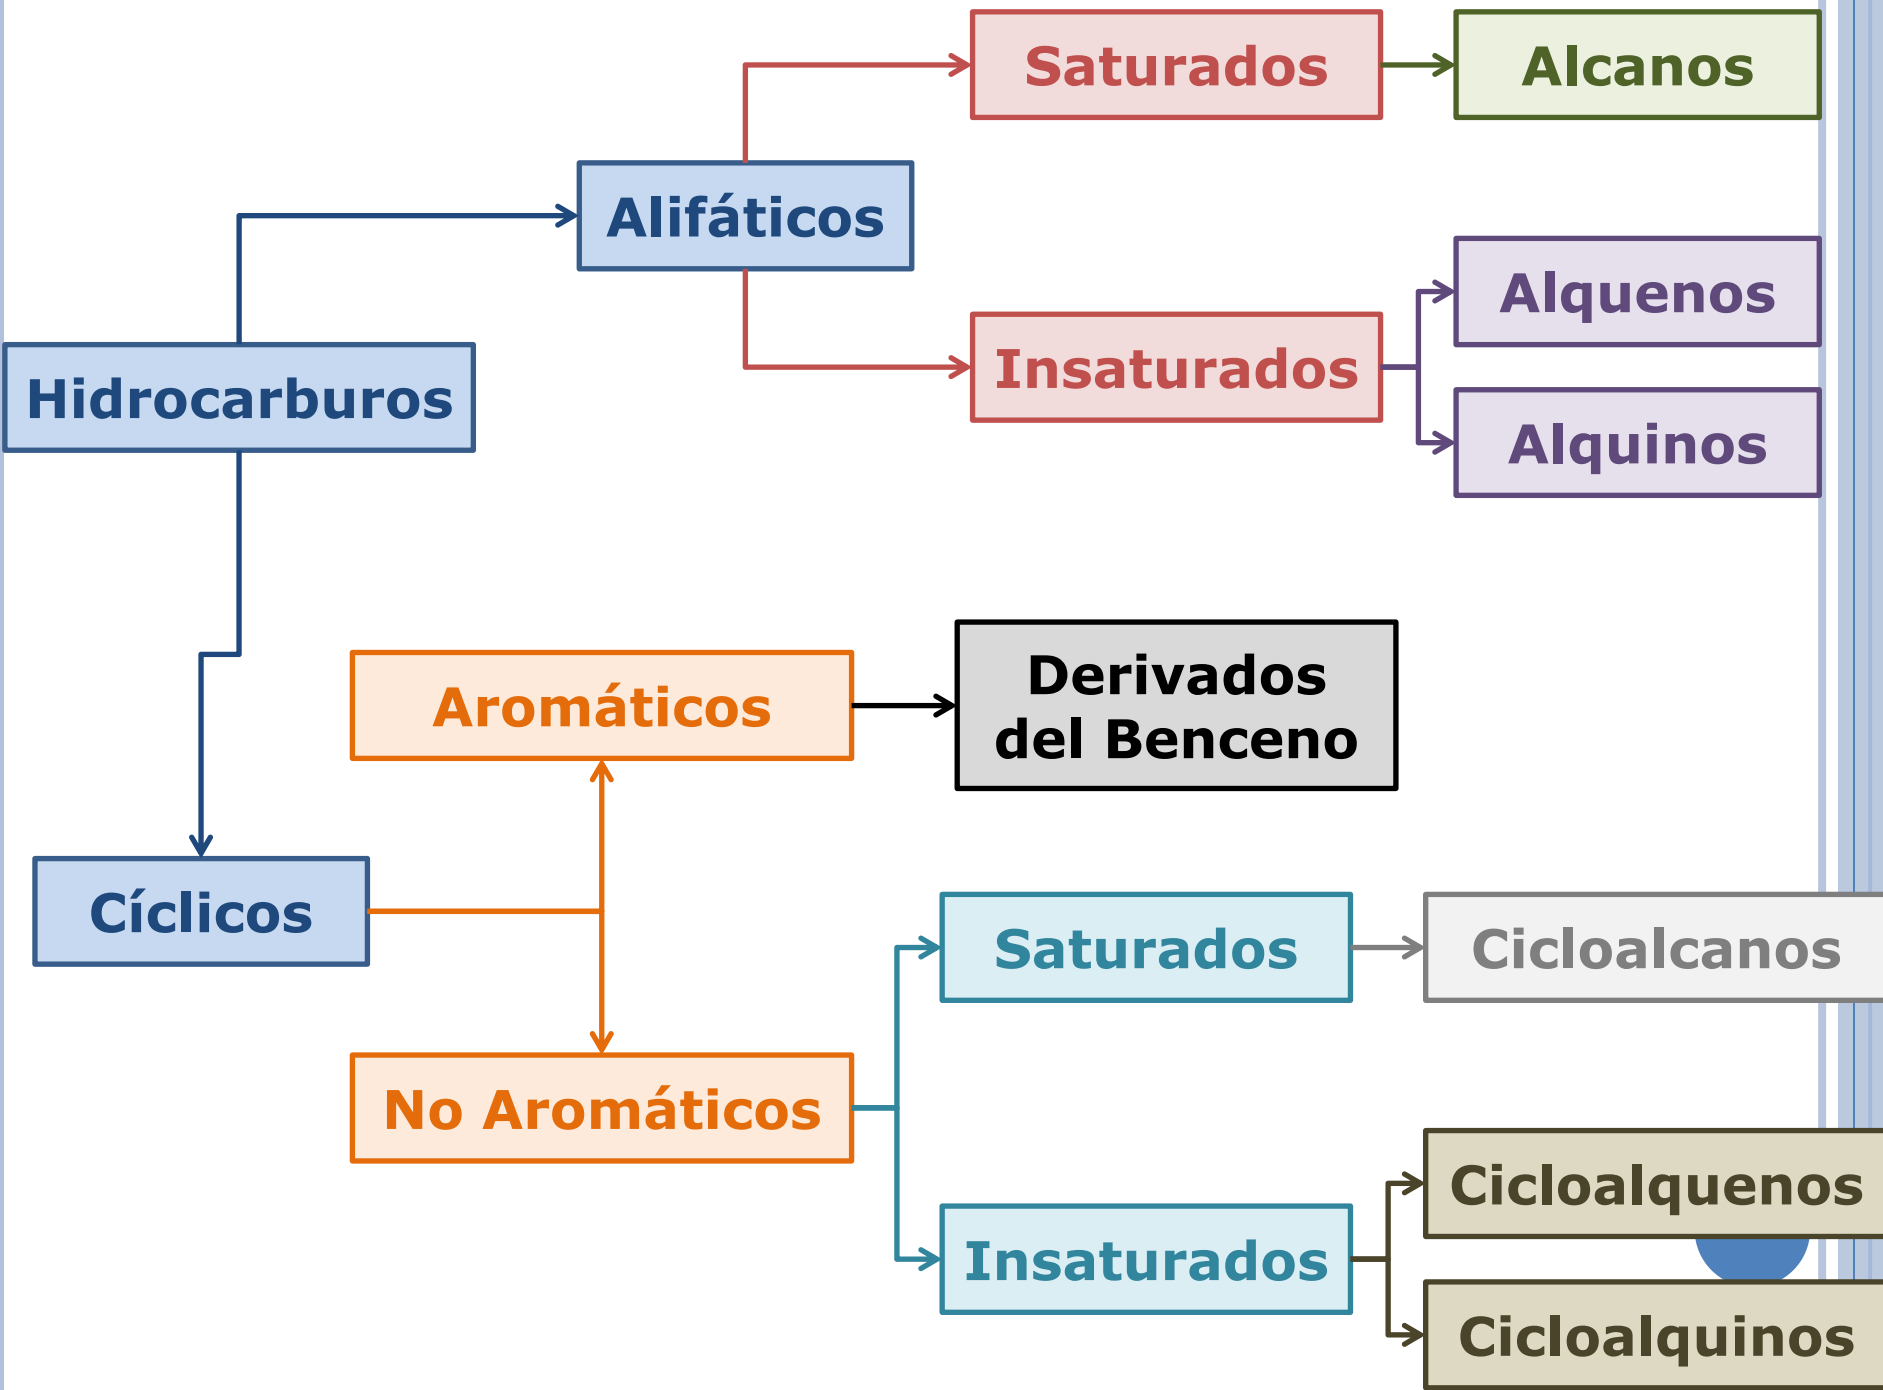 Saturados
Alcanos
Alifáticos
Alquenos
Insaturados
Hidrocarburos
Alquinos
Aromáticos
Derivados
del Benceno
Cíclicos
Saturados
Cicloalcanos
No Aromáticos
Cicloalquenos
Insaturados
Cicloalquinos